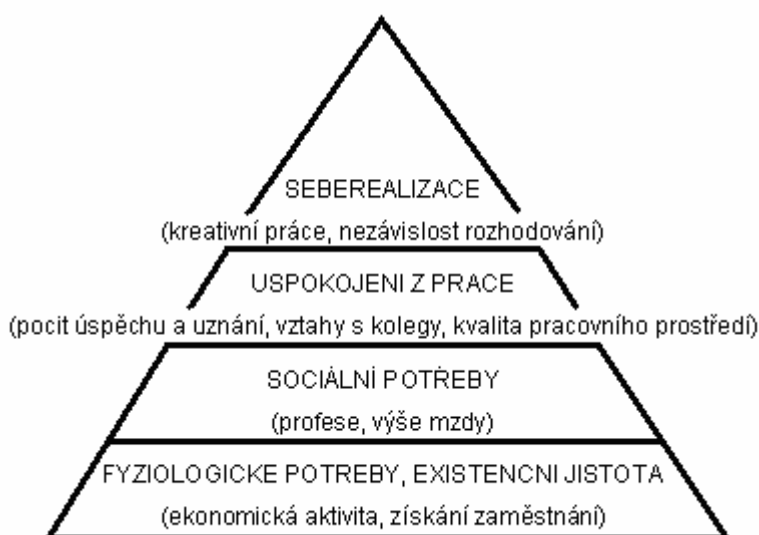 SEBEREALIZACE
(kreativní práce, nezávislost rozhodování)
USPOKOJENI Z PRACE
(pocit úspěchu a uznání, vztahy s kolegy, kvalita pracovního prostředí)
SOCIÁLNÍ POTŘEBY
(profese, výše mzdy)
FYZIOLOGICKE POTREBY, EXISTENCNI JISTOTA
(ekonomická aktivita, získání zaměstnání)